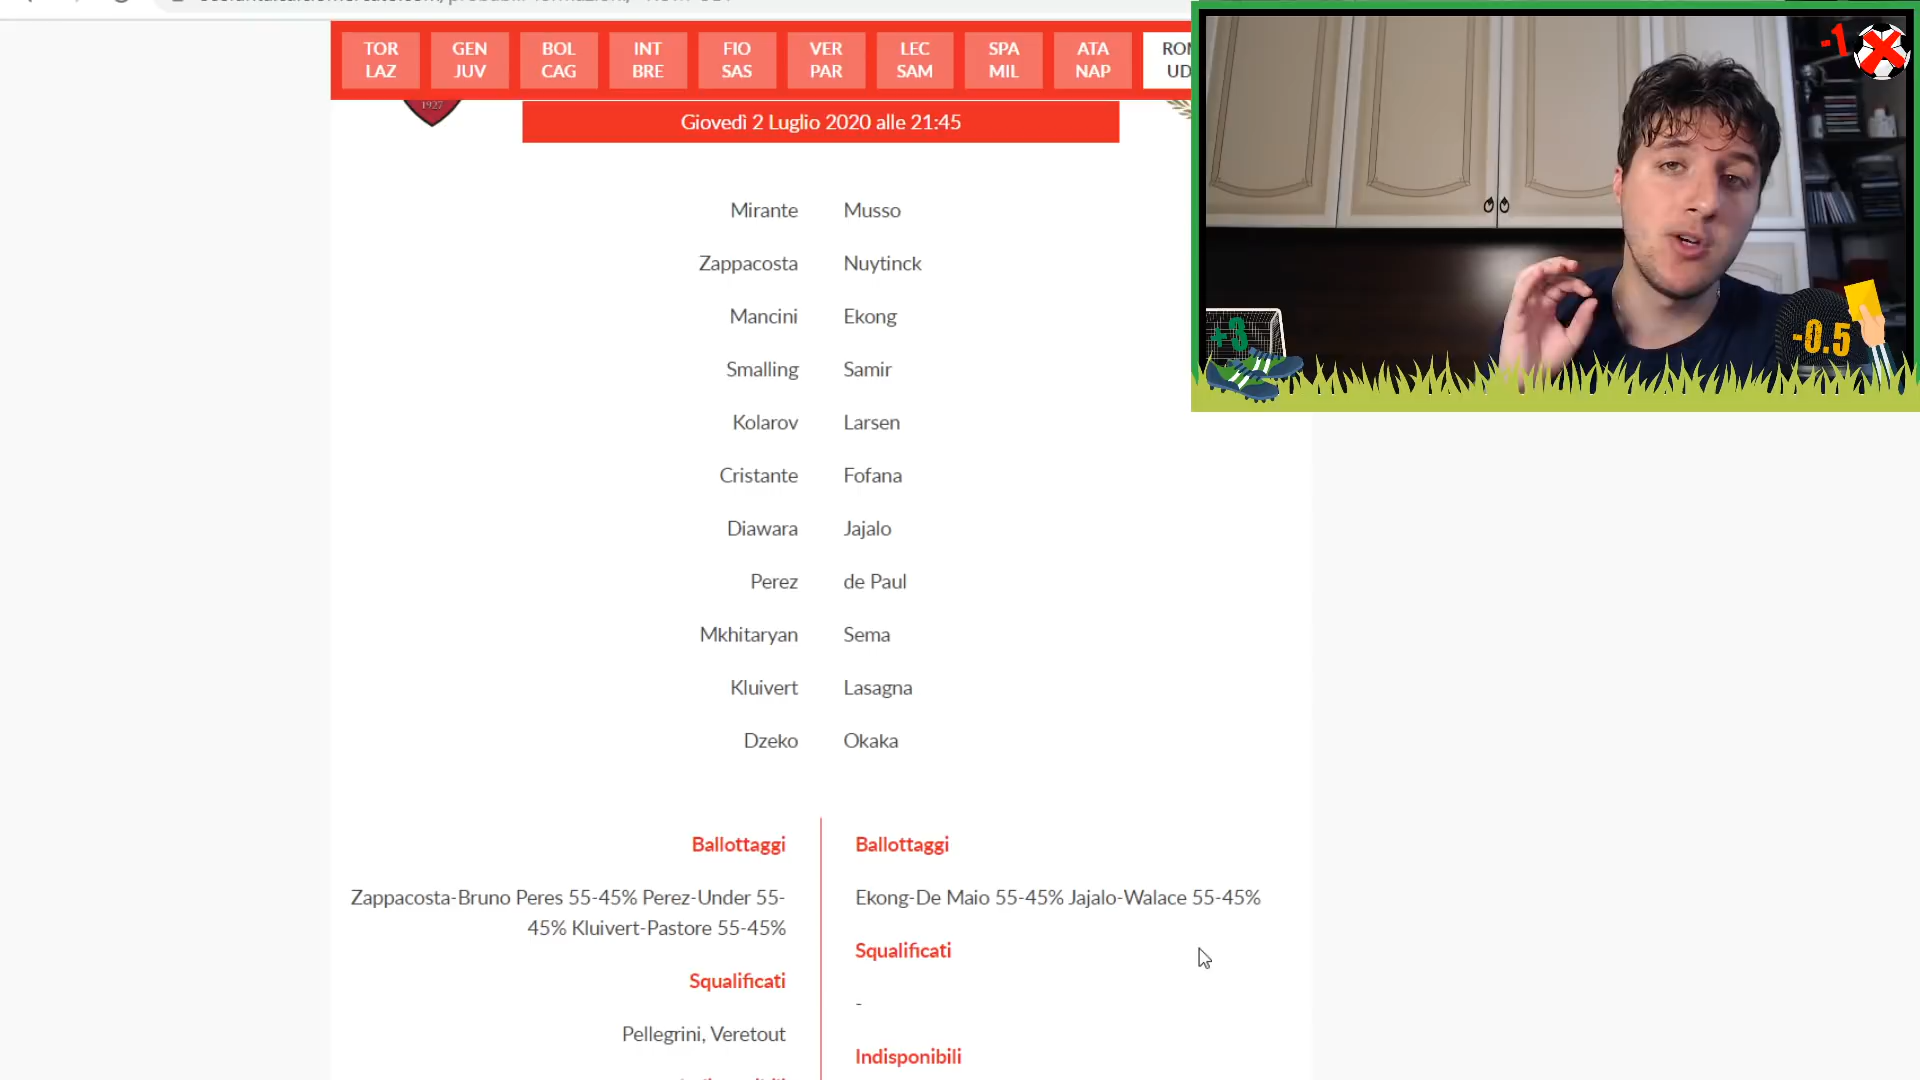 TOR GEN BOL INT FIO VER LEC SPA ATA
LAZ JUV CAG BRE SAS PAR SAM MIL NAP
1927
Giovedì 2 Luglio 2020 alle 21:45
Mirante Musso
Zappacosta Nuytinck
Mancini Ekong
Smalling Samir
Kolarov Larsen
Cristante Fofana
Diawara Jajalo
Perez de Paul
Mkhitaryan Sema
Kluivert Lasagna
Dzeko Okaka
Ballottaggi
Zappacosta-Bruno Peres 55-45% Perez-Under 55-
45% Kluivert-Pastore 55-45%
Squalificati
Pellegrini, Veretout
Ballottaggi
Ekong-De Maio 55-45% Jajalo-Walace 55-45%
Squalificati
-
Indisponibili
-1
+3
-0.5